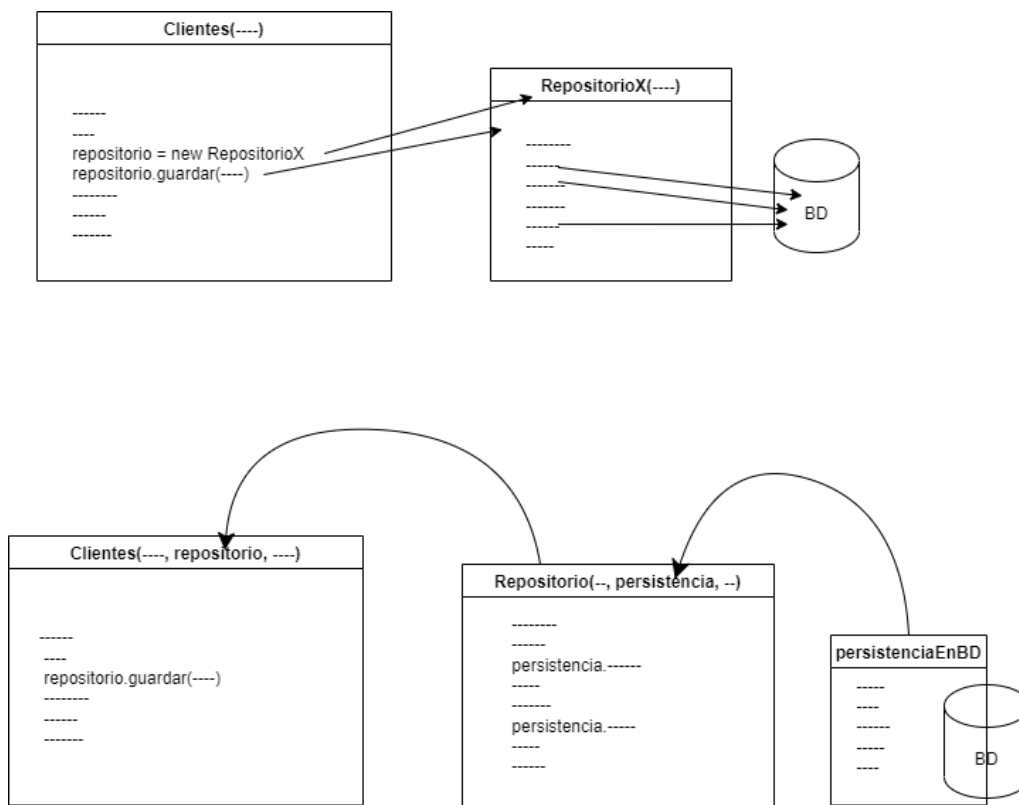 Clientes(----)
------
----
repositorio = new RepositorioX
repositorio.guardar(----)
--------
------
-------
RepositorioX(----)
--------
------
-------
-------
------
-----
BD
Clientes(----, repositorio, ----)
------
----
repositorio.guardar(----)
--------
------
-------
Repositorio(--, persistencia, --)
--------
------
persistencia.------
-----
-------
persistencia.-----
-----
------
persistenciaEnBD
-----
----
------
-----
----
BD